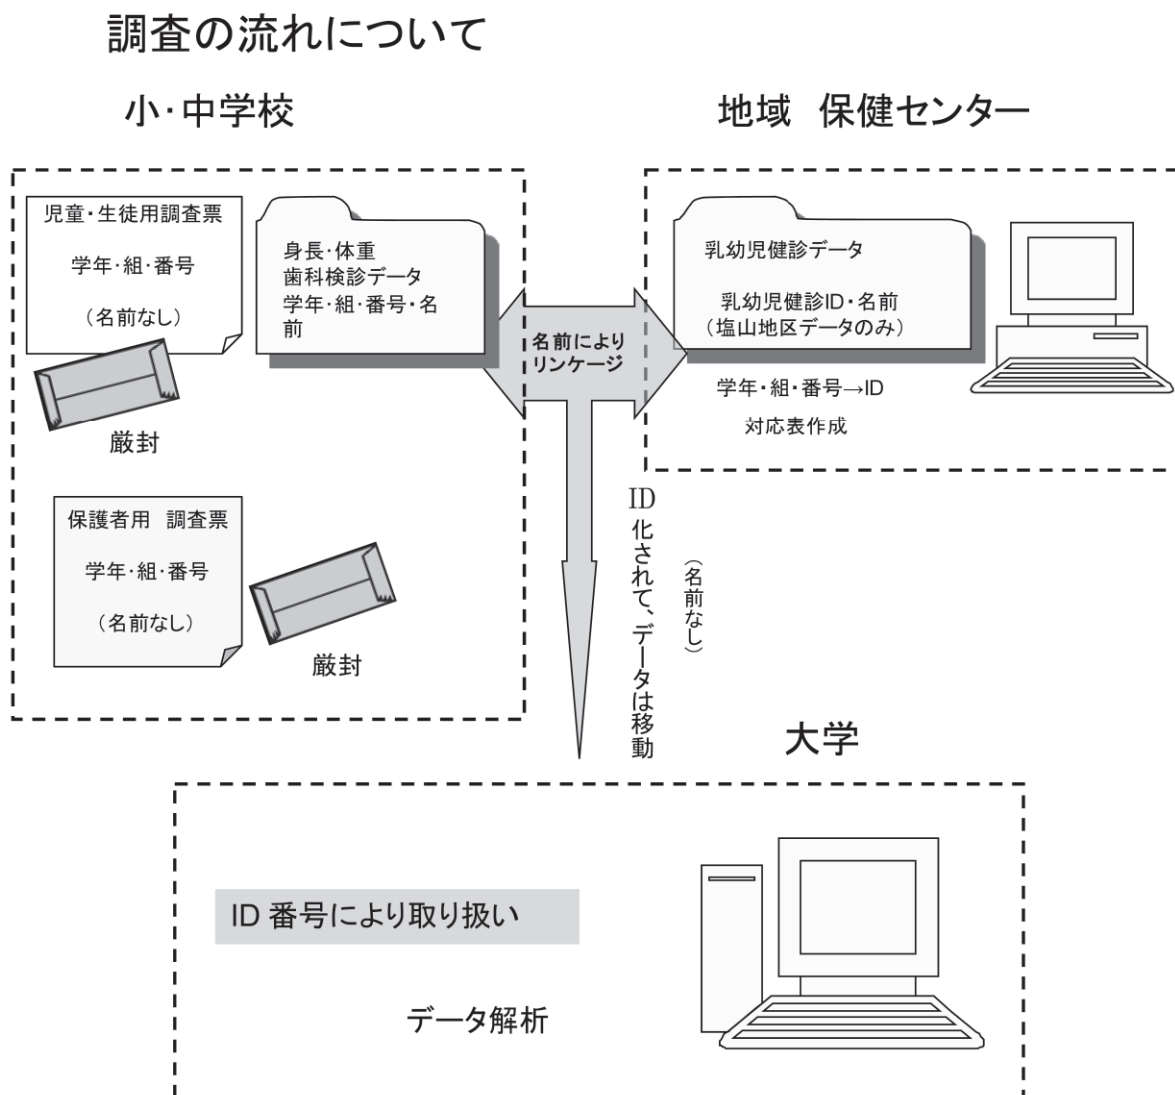 調査の流れについて
小・中学校
地域 保健センター
児童・生徒用調査票
学年・組・番号
（名前なし）
厳封
身長・体重
歯科検診データ
学年・組・番号・名
前
名前により
リンケージ
乳幼児健診データ
乳幼児健診ID・名前
（塩山地区データのみ）
学年・組・番号→ID
対応表作成
保護者用 調査票
学年・組・番号
（名前なし）
厳封
ID化されて、データは移動
（名前なし）
大学
ID 番号により取り扱い
データ解析